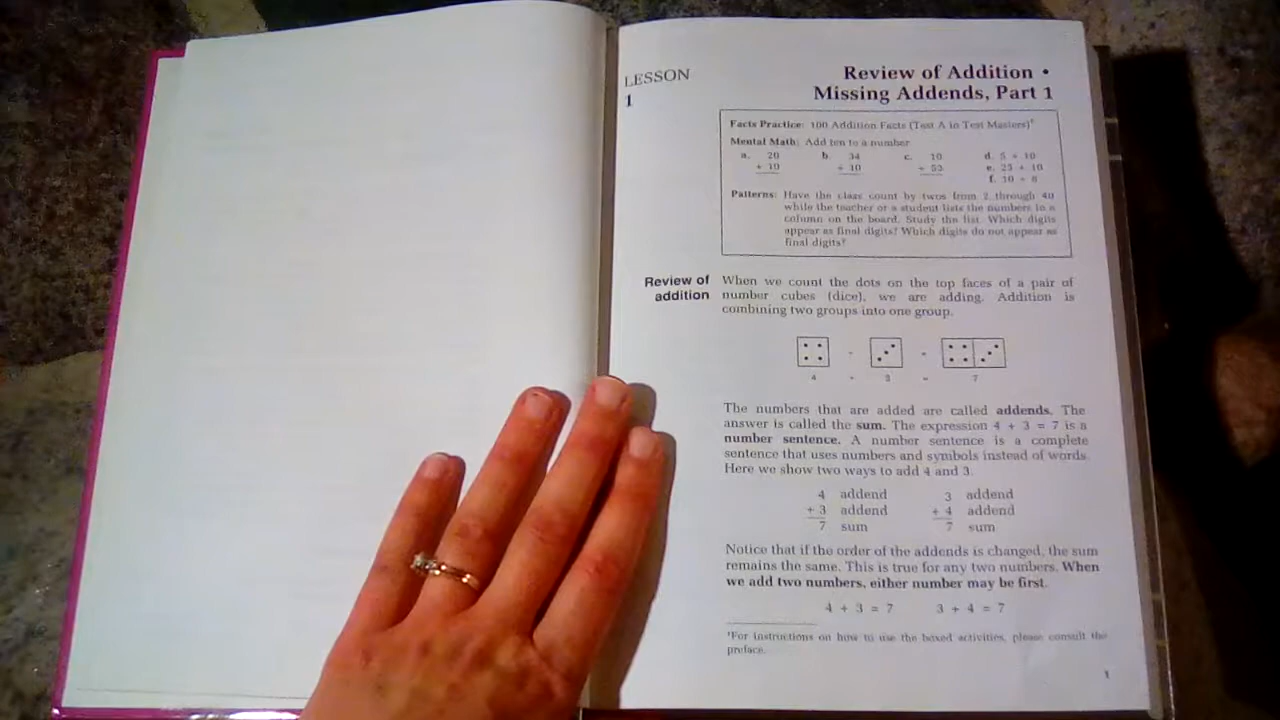 LESSON
1
Review of Addition •
Missing Addends, Part 1
Facts Practice: 100 Addition Facts (Test A in Test Masters)†
Mental Math: Add ten to a number
a. 20 b. 34 c. 10 d. 5 + 10
+ 10 + 10 + 53 e. 25 + 10
f. 10 + 8
Patterns: Have the class count by twos from 2 through 40
while the teacher or a student lists the numbers in a
column on the board. Study the list. Which digits
appear as final digits? Which digits do not appear as
final digits?
Review of
addition
When we count the dots on the top faces of a pair of
number cubes (dice), we are adding. Addition is
combining two groups into one group.
4 + 3 = 7
The numbers that are added are called addends. The
answer is called the sum. The expression 4 + 3 = 7 is a
number sentence. A number sentence is a complete
sentence that uses numbers and symbols instead of words.
Here we show two ways to add 4 and 3.
4 addend 3 addend
+ 3 addend + 4 addend
7 sum 7 sum
Notice that if the order of the addends is changed, the sum
remains the same. This is true for any two numbers. When
we add two numbers, either number may be first.
4 + 3 = 7 3 + 4 = 7
†For instructions on how to use the boxed activities, please consult the
preface.
1